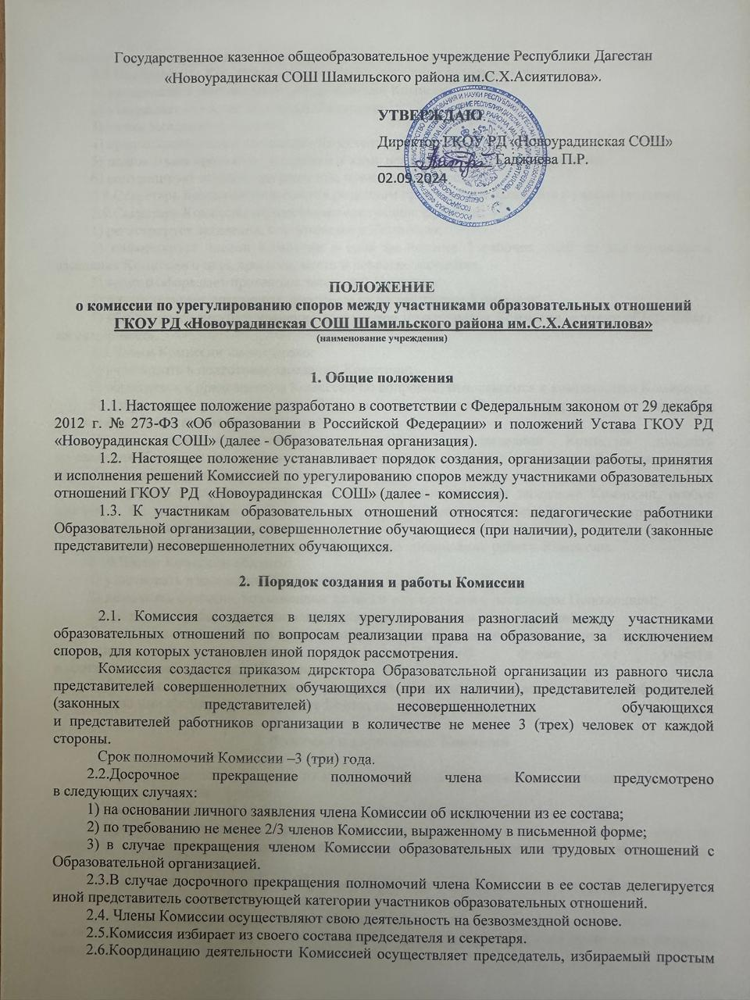 Государственное казенное общеобразовательное учреждение Республики Дагестан
«Новоурадинская СОШ Шамильского района им.С.Х.Асиятилова».
УТВЕРЖДАЮ
Директор ГКОУ РД «Новоурадинская СОШ»
Гаджиева П.Р.
02.09.2024
ПОЛОЖЕНИЕ
о комиссии по урегулированию споров между участниками образовательных отношений
ГКОУ РД «Новоурадинская СОШ Шамильского района им.С.Х.Асиятилова»
(наименование учреждения)
1. Общие положения
1.1. Настоящее положение разработано в соответствии с Федеральным законом от 29 декабря
2012 г. № 273-ФЗ «Об образовании в Российской Федерации» и положений Устава ГКОУ РД
«Новоурадинская СОШ» (далее - Образовательная организация).
1.2. Настоящее положение устанавливает порядок создания, организации работы, принятия
и исполнения решений Комиссией по урегулированию споров между участниками образовательных
отношений ГКОУ РД «Новоурадинская СОШ» (далее - комиссия).
1.3. К участникам образовательных отношений относятся: педагогические работники
Образовательной организации, совершеннолетние обучающиеся (при наличии), родители (законные
представители) несовершеннолетних обучающихся.
2. Порядок создания и работы Комиссии
2.1. Комиссия создается в целях урегулирования разногласий между участниками
образовательных отношений по вопросам реализации права на образование, за исключением
споров, для которых установлен иной порядок рассмотрения.
Комиссия создается приказом директора Образовательной организации из равного числа
представителей совершеннолетних обучающихся (при их наличии), представителей родителей
(законных представителей) несовершеннолетних обучающихся
и представителей работников организации в количестве не менее 3 (трех) человек от каждой
стороны.
Срок полномочий Комиссии –3 (три) года.
2.2.Досрочное прекращение полномочий члена Комиссии предусмотрено
в следующих случаях:
1) на основании личного заявления члена Комиссии об исключении из ее состава;
2) по требованию не менее 2/3 членов Комиссии, выраженному в письменной форме;
3) в случае прекращения членом Комиссии образовательных или трудовых отношений с
Образовательной организацией.
2.3.В случае досрочного прекращения полномочий члена Комиссии в ее состав делегируется
иной представитель соответствующей категории участников образовательных отношений.
2.4. Члены Комиссии осуществляют свою деятельность на безвозмездной основе.
2.5.Комиссия избирает из своего состава председателя и секретаря.
2.6.Координацию деятельности Комиссией осуществляет председатель, избираемый простым